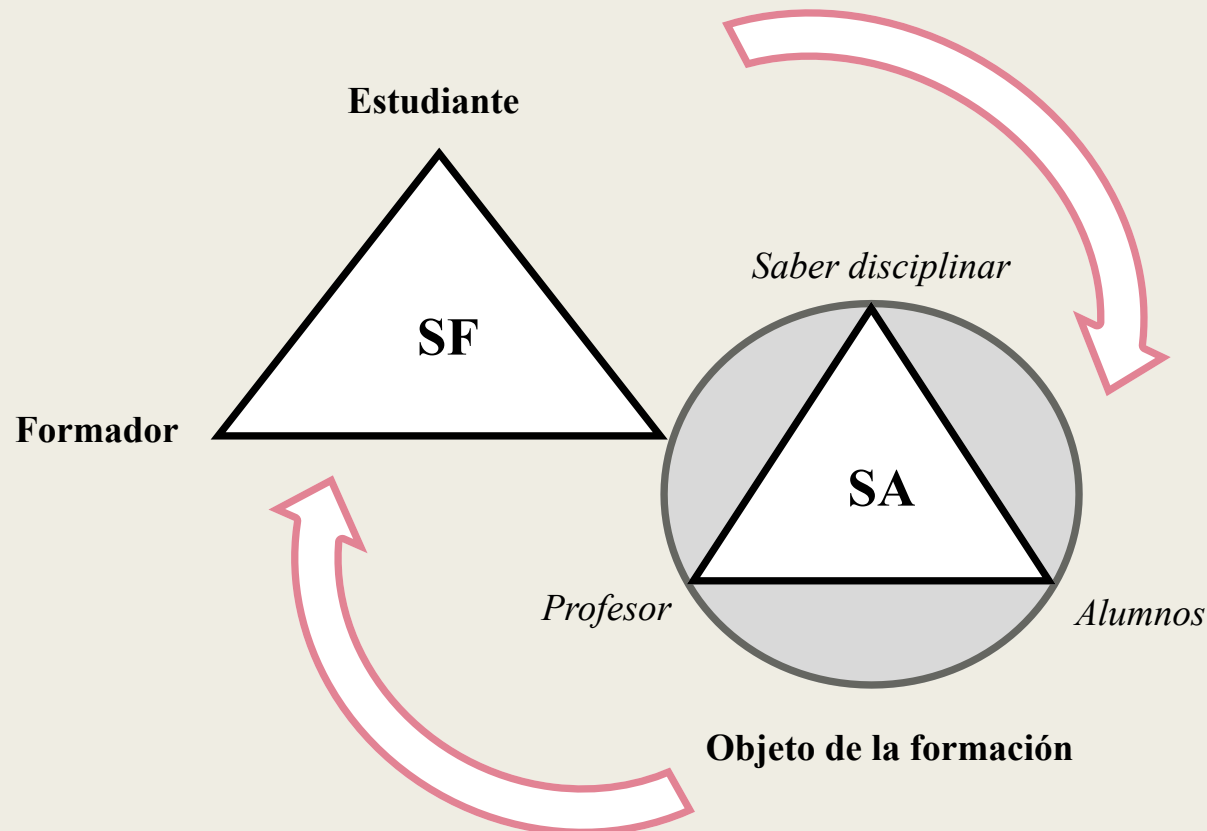 Estudiante
Saber disciplinar
SF
Formador
SA
Profesor
Alumnos
Objeto de la formación